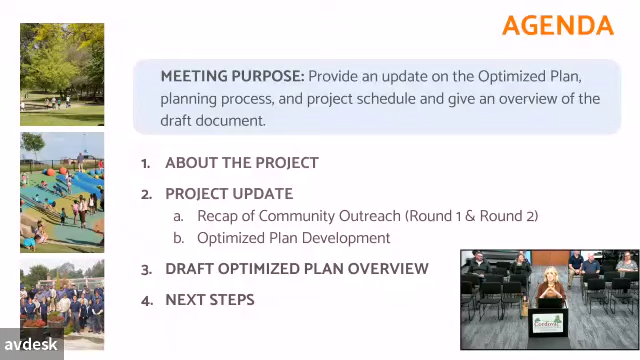 AGENDA
MEETING PURPOSE: Provide an update on the Optimized Plan,
planning process, and project schedule and give an overview of the
draft document.
1. ABOUT THE PROJECT
2. PROJECT UPDATE
a. Recap of Community Outreach (Round 1 & Round 2)
b. Optimized Plan Development
3. DRAFT OPTIMIZED PLAN OVERVIEW
4. NEXT STEPS
Cordova
avdesk